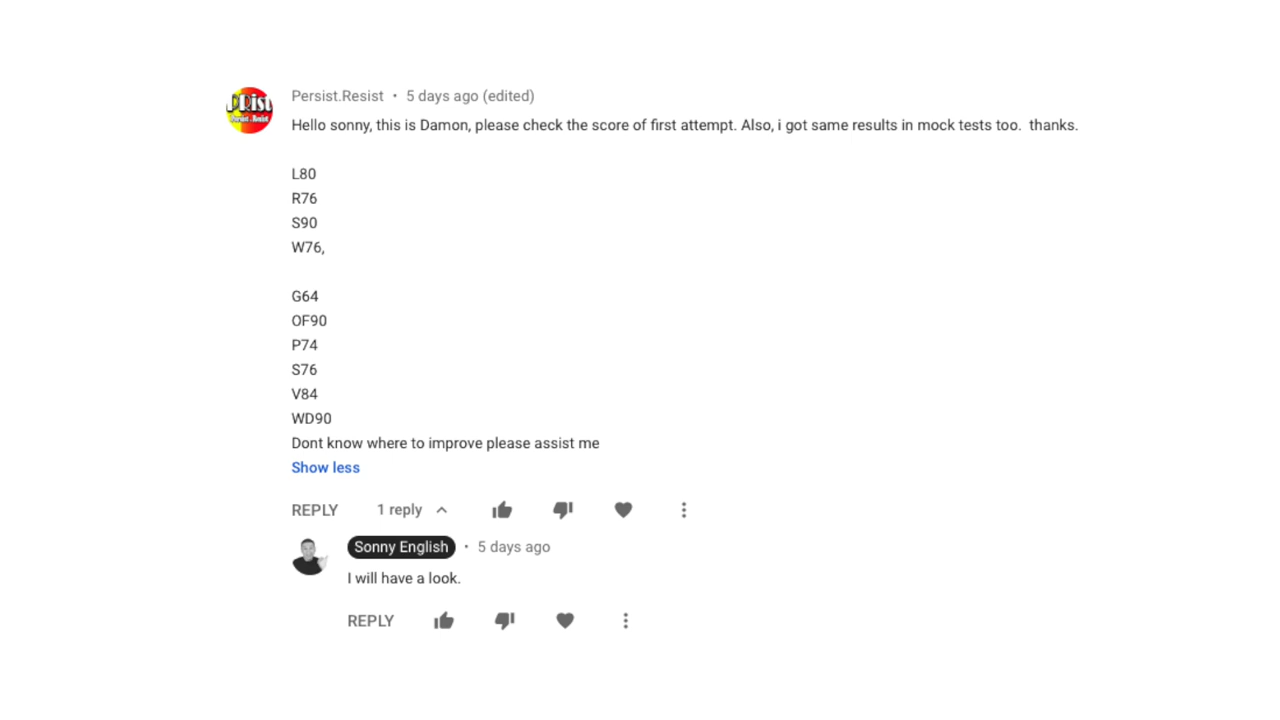 PRist
Persist.Resist
Persist.Resist • 5 days ago (edited)
Hello sonny, this is Damon, please check the score of first attempt. Also, i got same results in mock tests too.  thanks.
L80
R76
S90
W76,
G64
OF90
P74
S76
V84
WD90
Dont know where to improve please assist me
Show less
REPLY 1 reply
Sonny English • 5 days ago
I will have a look.
REPLY